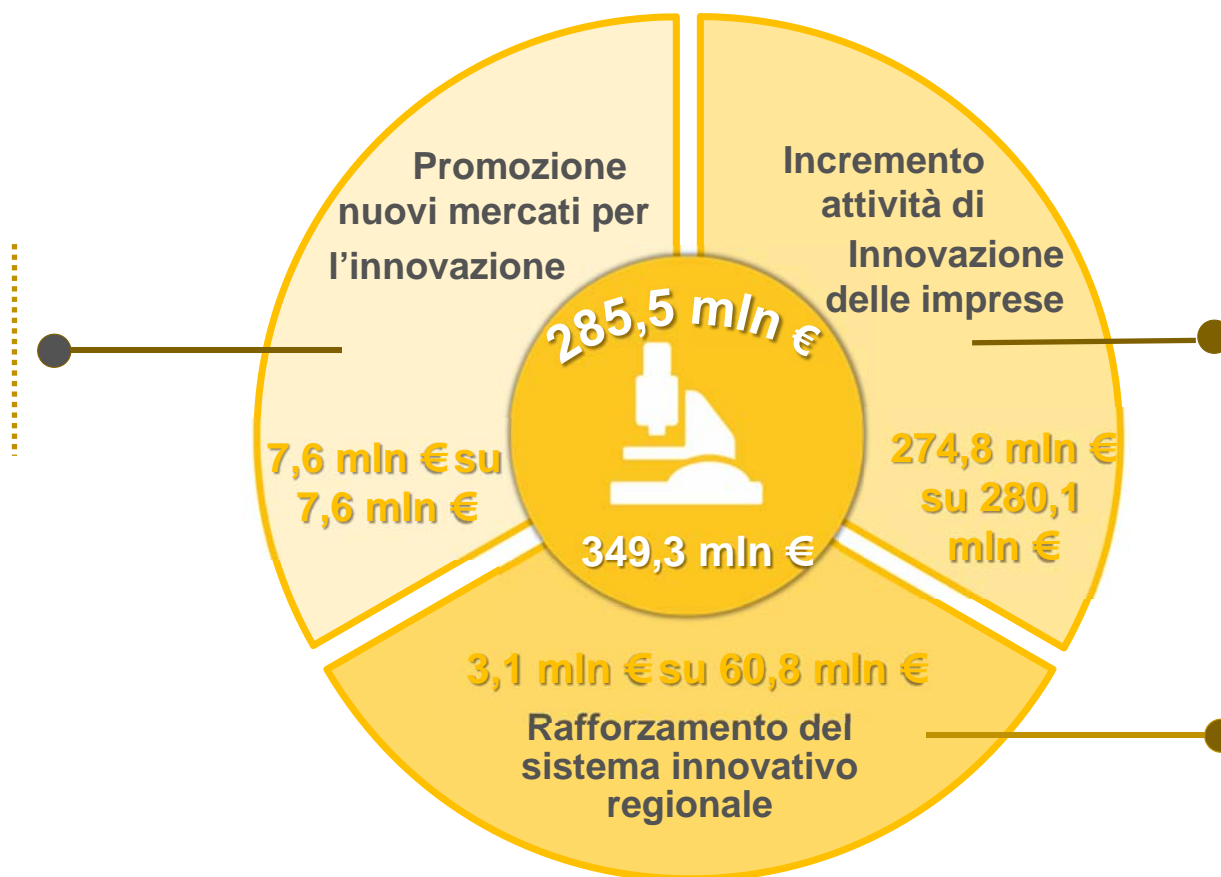 Promozione
nuovi mercati per
l’innovazione
7,6 mln € su
7,6 mln €
Incremento
attività di
Innovazione
delle imprese
274,8 mln €
su 280,1
mln €
285,5 mln €
349,3 mln €
3,1 mln € su 60,8 mln €
Rafforzamento del
sistema innovativo
regionale